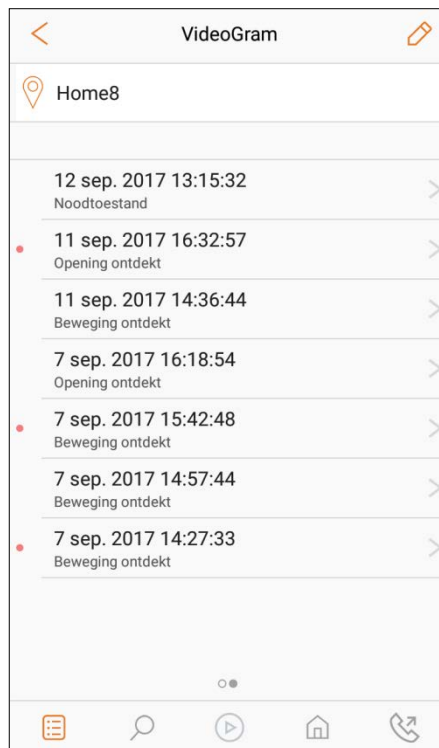 VideoGram
Home8
12 sep. 2017 13:15:32
Noodtoestand
11 sep. 2017 16:32:57
Opening ontdekt
11 sep. 2017 14:36:44
Beweging ontdekt
7 sep. 2017 16:18:54
Opening ontdekt
7 sep. 2017 15:42:48
Beweging ontdekt
7 sep. 2017 14:57:44
Beweging ontdekt
7 sep. 2017 14:27:33
Beweging ontdekt